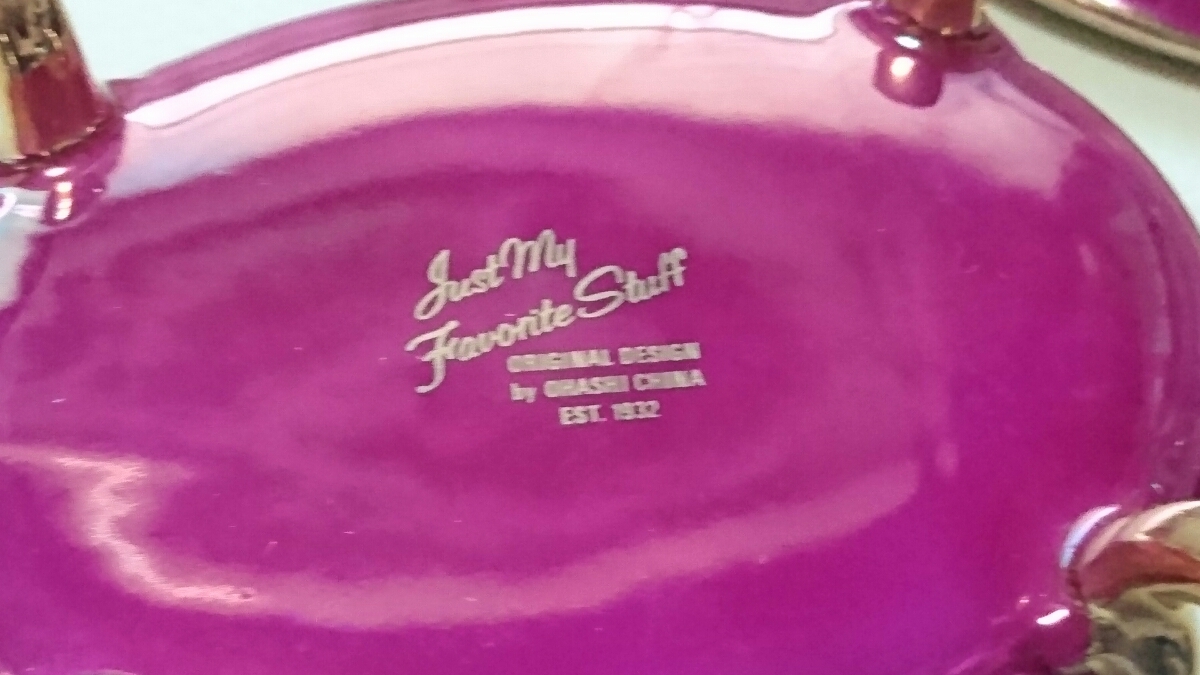 Just My
Favorite Stuff
ORIGINAL DESIGN
by OHASHI CHINA
EST. 1932